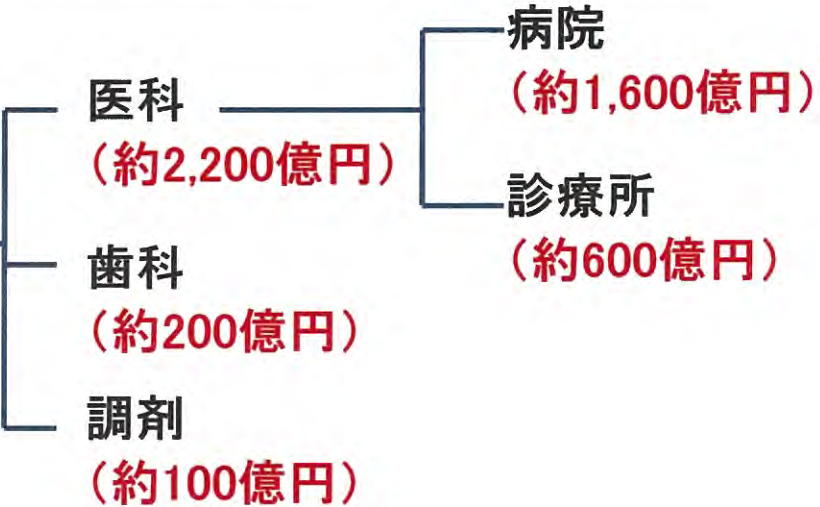 医科
（約2,200億円）
歯科
（約200億円）
調剤
（約100億円）
病院
（約1,600億円）
診療所
（約600億円）